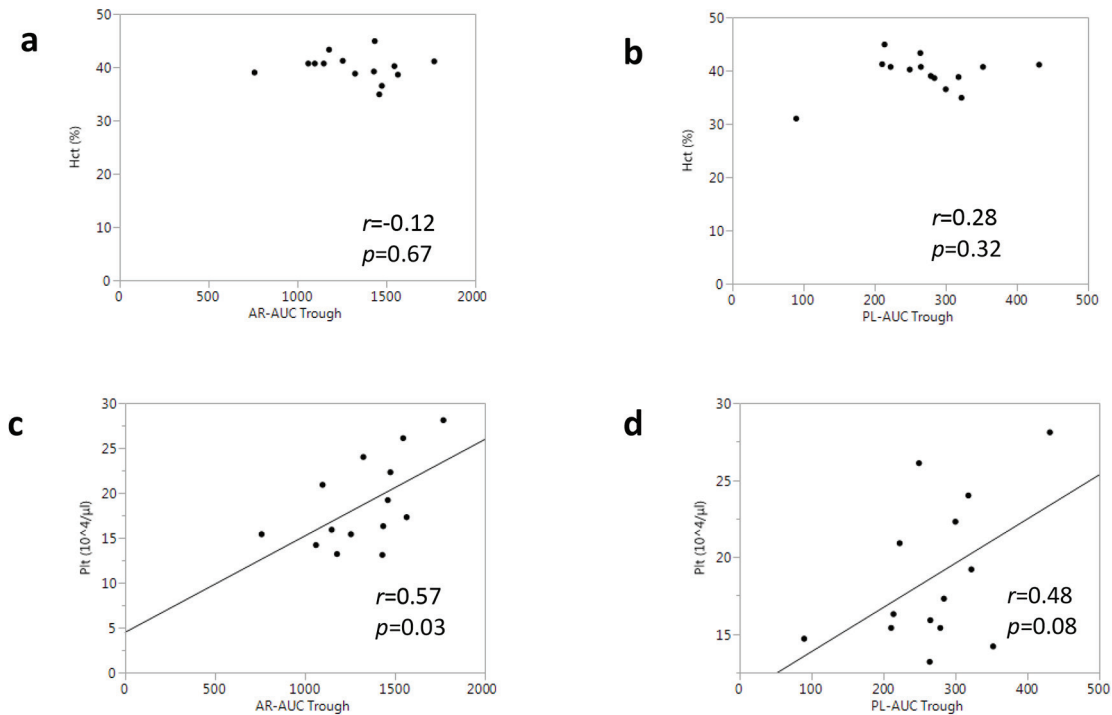 a
50
40
30
20
10
0
Hct (%)
r=-0.12
p=0.67
0 500 1000 1500 2000
AR-AUC Trough
b
50
40
30
20
10
0
Hct (%)
r=0.28
p=0.32
0 100 200 300 400 500
PL-AUC Trough
c
30
25
20
15
10
5
0
Plt (10^4/µl)
r=0.57
p=0.03
0 500 1000 1500 2000
AR-AUC Trough
d
30
25
20
15
Plt (10^4/µl)
r=0.48
p=0.08
0 100 200 300 400 500
PL-AUC Trough